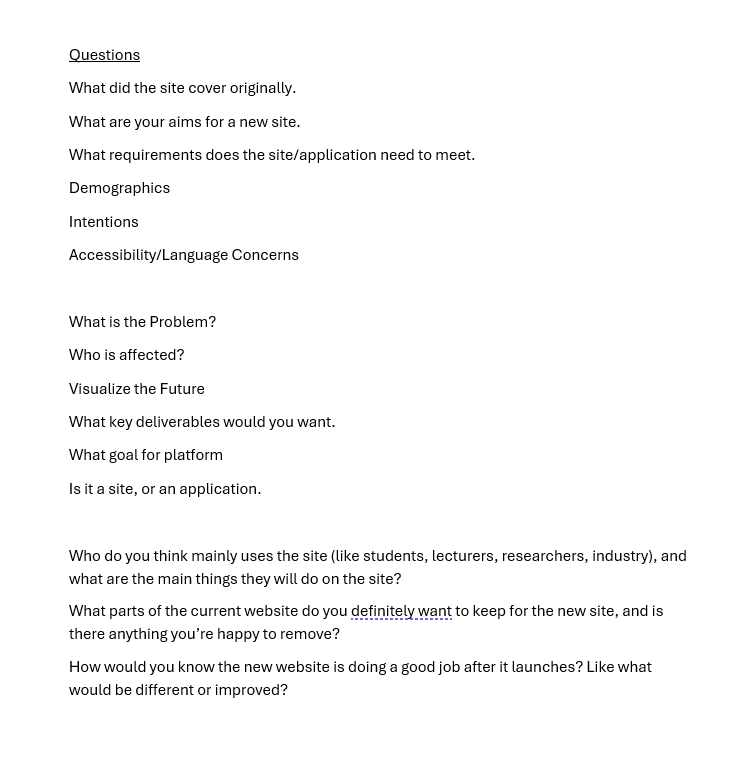 Questions
What did the site cover originally.
What are your aims for a new site.
What requirements does the site/application need to meet.
Demographics
Intentions
Accessibility/Language Concerns
What is the Problem?
Who is affected?
Visualize the Future
What key deliverables would you want.
What goal for platform
Is it a site, or an application.
Who do you think mainly uses the site (like students, lecturers, researchers, industry), and
what are the main things they will do on the site?
What parts of the current website do you definitely want to keep for the new site, and is
there anything you’re happy to remove?
How would you know the new website is doing a good job after it launches? Like what
would be different or improved?